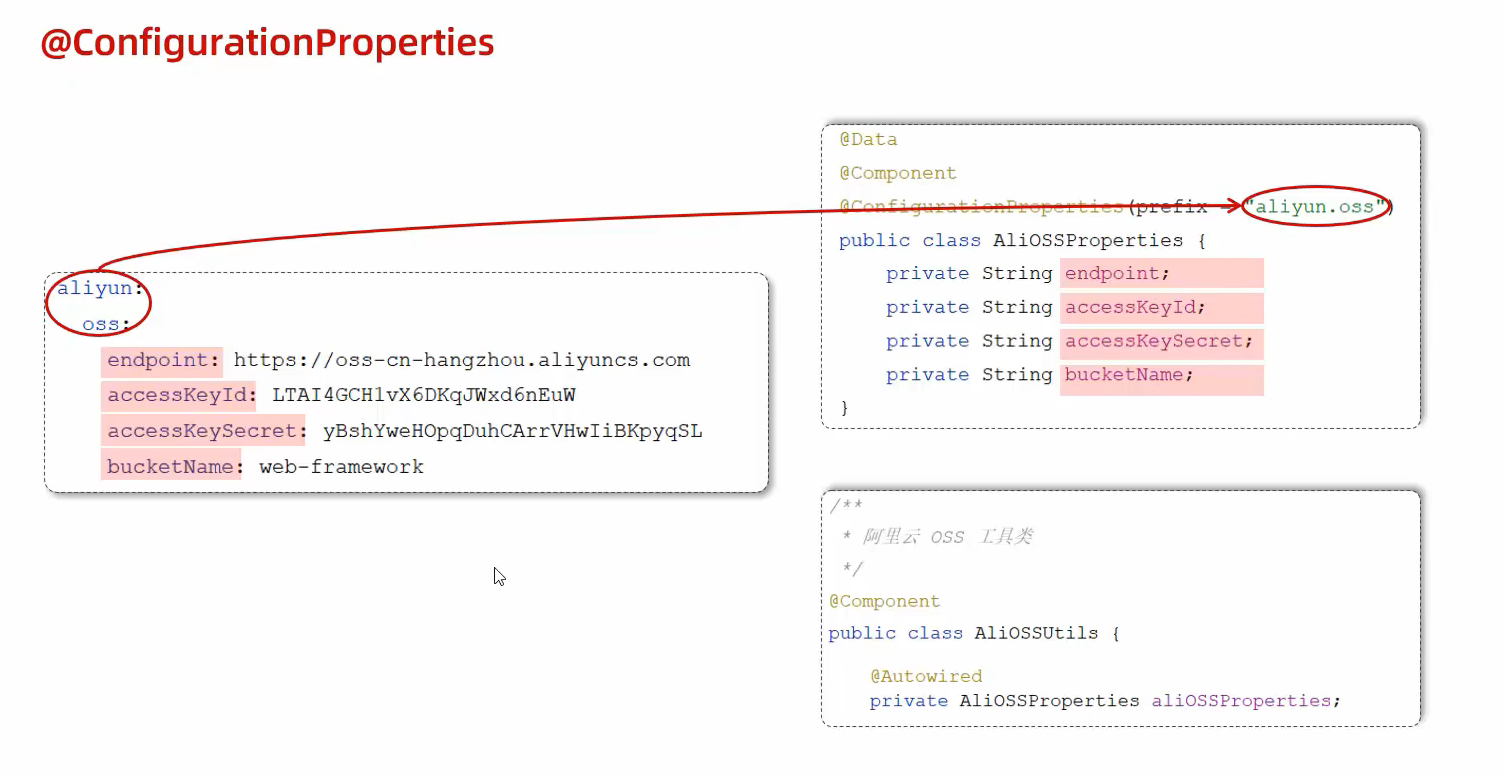 @ConfigurationProperties
aliyun:
oss:
endpoint: https://oss-cn-hangzhou.aliyuncs.com
accessKeyId: LTAI4GCH1vX6DKqJWxd6nEuW
accessKeySecret: yBshYweHOpqDuhCArrVHwIiBKpyqSL
bucketName: web-framework
@Data
@Component
@ConfigurationProperties(prefix = "aliyun.oss")
public class AliOSSProperties {
private String endpoint;
private String accessKeyId;
private String accessKeySecret;
private String bucketName;
}
/**
* 阿里云 OSS 工具类
*/
@Component
public class AliOSSUtils {
@Autowired
private AliOSSProperties aliOSSProperties;